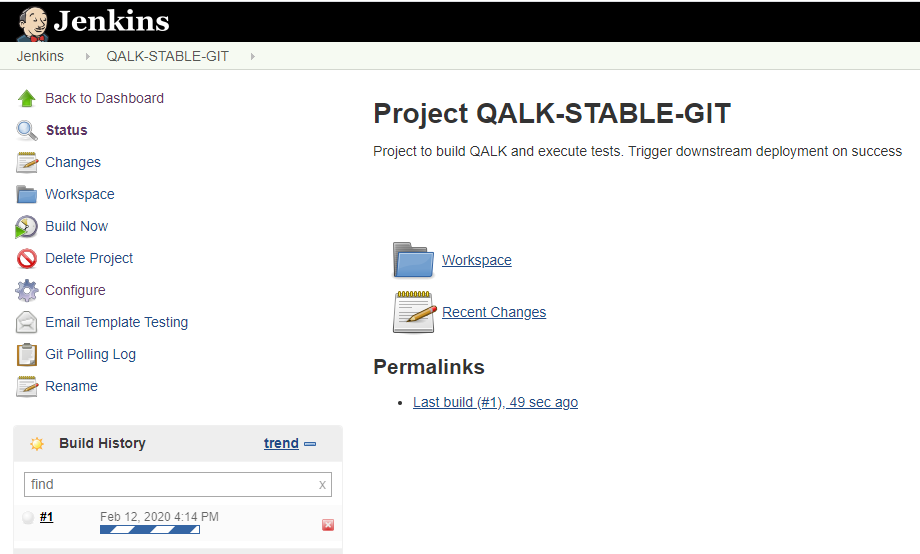 Jenkins
Jenkins QALK-STABLE-GIT
Back to Dashboard
Status
Changes
Workspace
Build Now
Delete Project
Configure
Email Template Testing
Git Polling Log
Rename
Build History trend
find x
#1 Feb 12, 2020 4:14 PM
Project QALK-STABLE-GIT
Project to build QALK and execute tests. Trigger downstream deployment on success
Workspace
Recent Changes
Permalinks
• Last build (#1), 49 sec ago